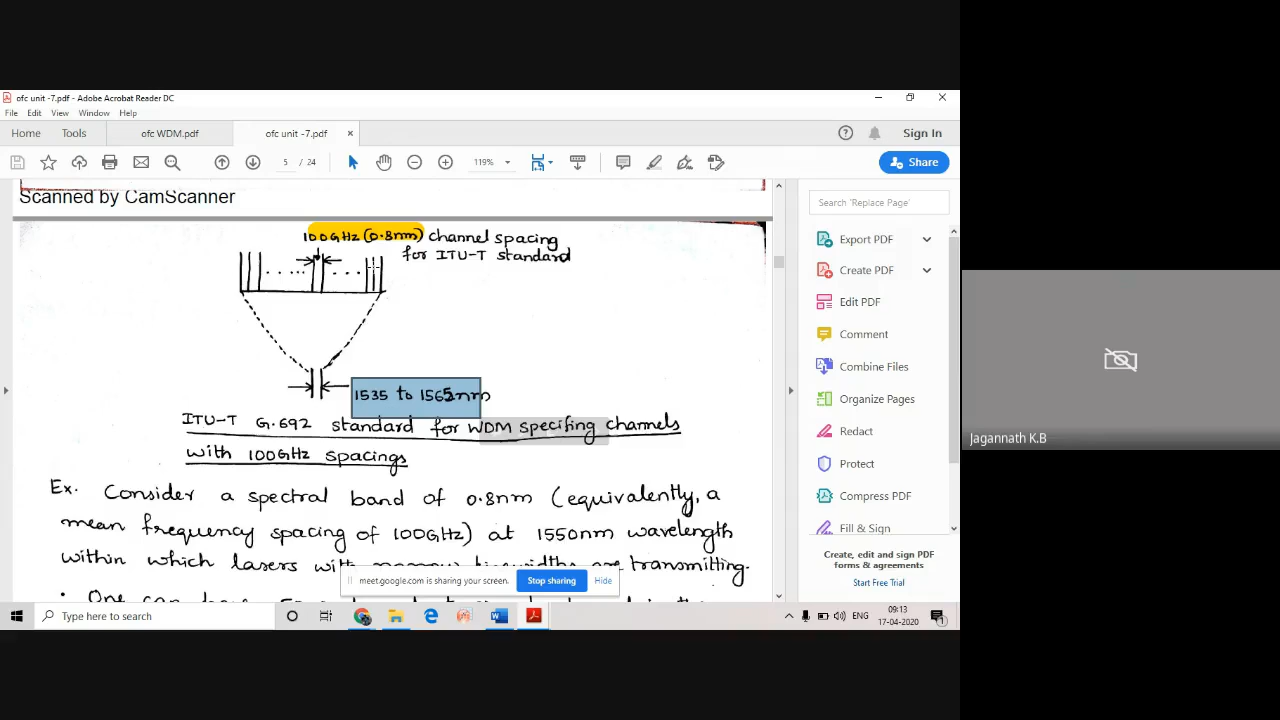 ofc unit -7.pdf - Adobe Acrobat Reader DC
File Edit View Window Help
Home Tools ofc WDM.pdf ofc unit -7.pdf × Sign In
5 / 24 119% Share
Scanned by CamScanner
100GHz (0.8nm) Channel spacing
for ITU-T standard
1535 to 1565nm
ITU-T G.692 standard for WDM specifing channels
with 100GHz spacings
Ex. Consider a spectral band of 0.8nm (equivalently, a
mean frequency spacing of 100GHz) at 1550nm wavelength
within which lasers with narrow linewidths are transmitting.
• One can have
Search 'Replace Page'
Export PDF
Create PDF
Edit PDF
Comment
Combine Files
Organize Pages
Redact
Protect
Compress PDF
Fill & Sign
Create, edit and sign PDF
forms & agreements
Start Free Trial
meet.google.com is sharing your screen. Stop sharing Hide
Type here to search
ENG
09:13
17-04-2020
Jagannath K.B